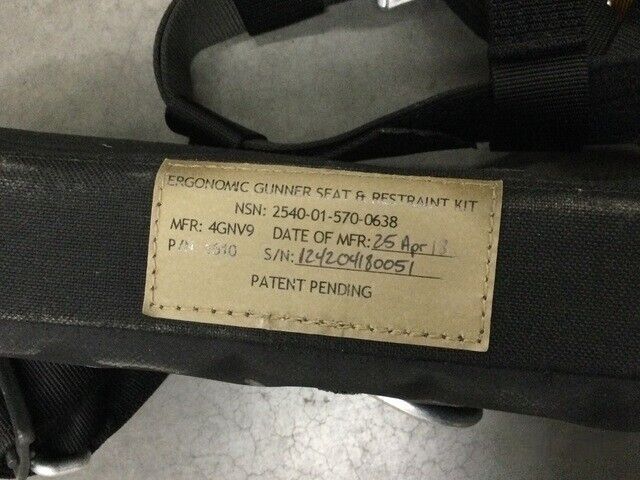 ERGONOMIC GUNNER SEAT & RESTRAINT KIT
NSN: 2540-01-570-0638
MFR: 4GNV9 DATE OF MFR: 25 Apr
P/N S/N: 124204180051
PATENT PENDING